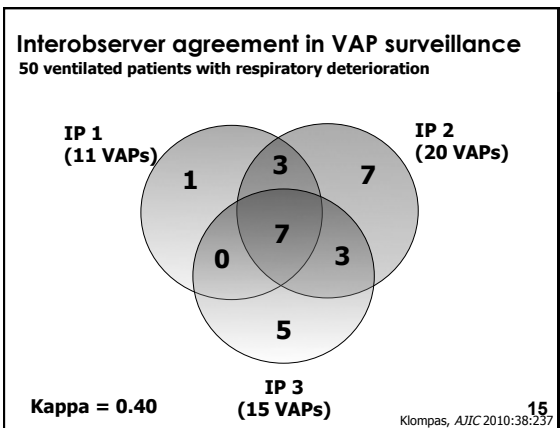 Interobserver agreement in VAP surveillance
50 ventilated patients with respiratory deterioration
IP 1
(11 VAPs)
IP 2
(20 VAPs)
1
3
7
7
0
3
5
IP 3
(15 VAPs)
Kappa = 0.40
15
Klompas, AJIC 2010:38:237